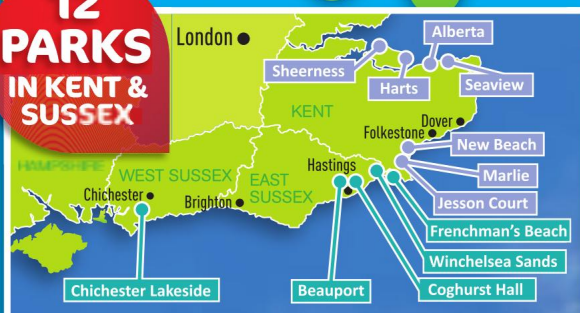 12
PARKS
IN KENT &
SUSSEX
London
Alberta
Sheerness
Harts
Seaview
KENT
Dover
Folkestone
New Beach
HAMPSHIRE
WEST SUSSEX
EAST
SUSSEX
Hastings
Marlie
Chichester
Brighton
Jesson Court
Frenchman's Beach
Winchelsea Sands
Chichester Lakeside
Beauport
Coghurst Hall